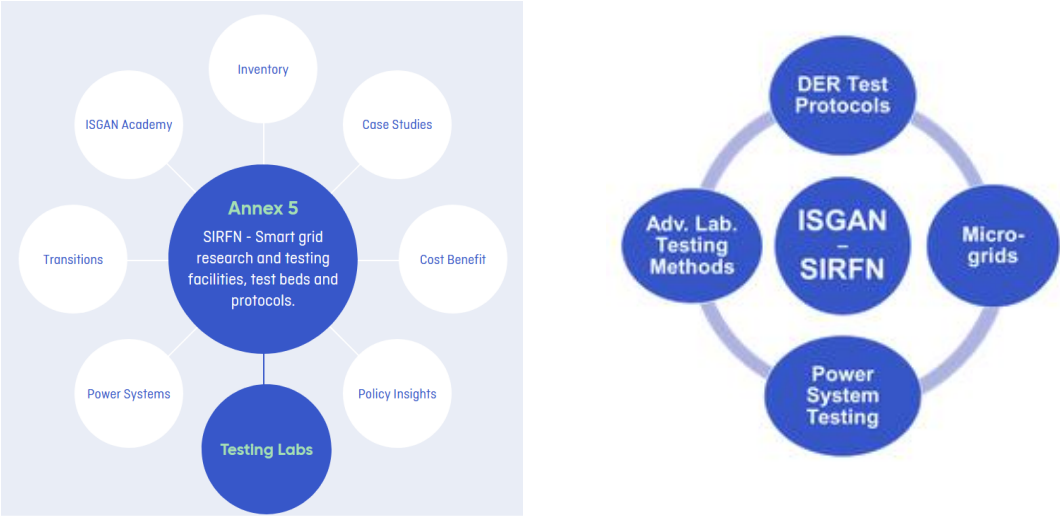 Inventory
ISGAN Academy
Case Studies
Annex 5
SIRFN - Smart grid
research and testing
facilities, test beds and
protocols.
Transitions
Cost Benefit
Power Systems
Policy Insights
Testing Labs
DER Test
Protocols
Adv. Lab.
Testing
Methods
ISGAN
–
SIRFN
Micro-
grids
Power
System
Testing